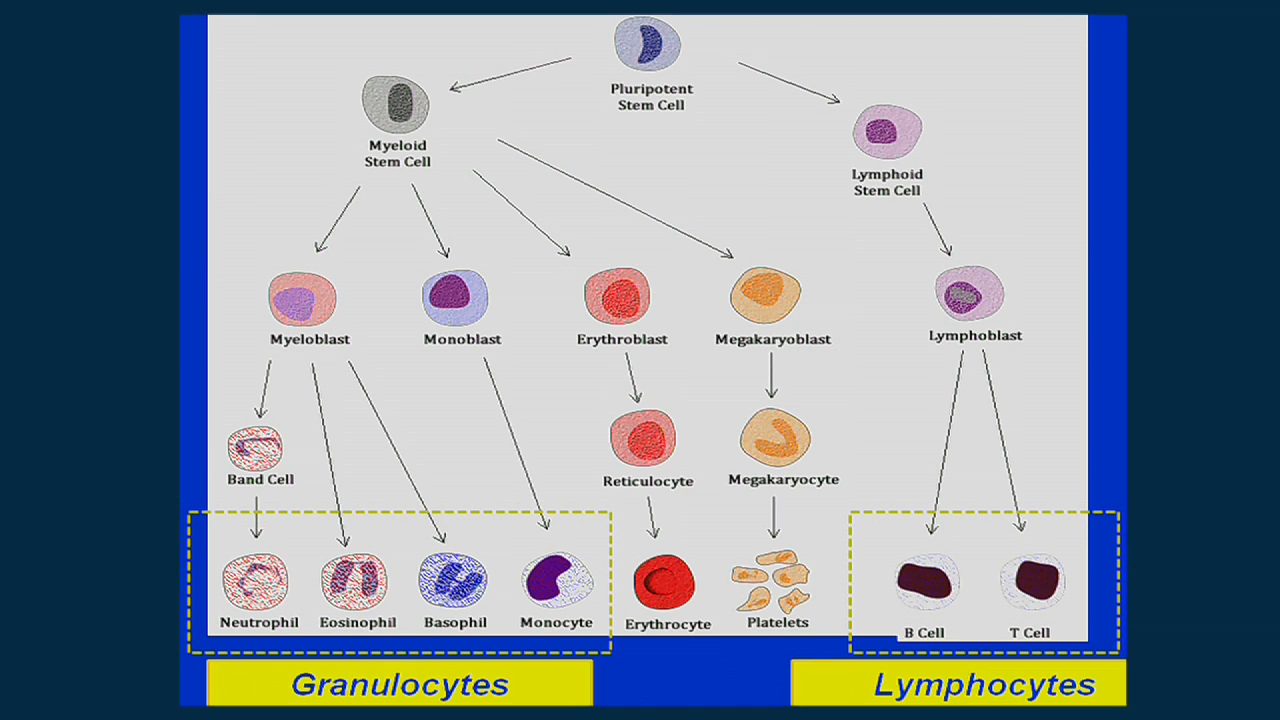 Pluripotent
Stem Cell
Myeloid
Stem Cell
Lymphoid
Stem Cell
Myeloblast
Monoblast
Erythroblast
Megakaryoblast
Lymphoblast
Band Cell
Reticulocyte
Megakaryocyte
Neutrophil
Eosinophil
Basophil
Monocyte
Erythrocyte
Platelets
B Cell
T Cell
Granulocytes
Lymphocytes